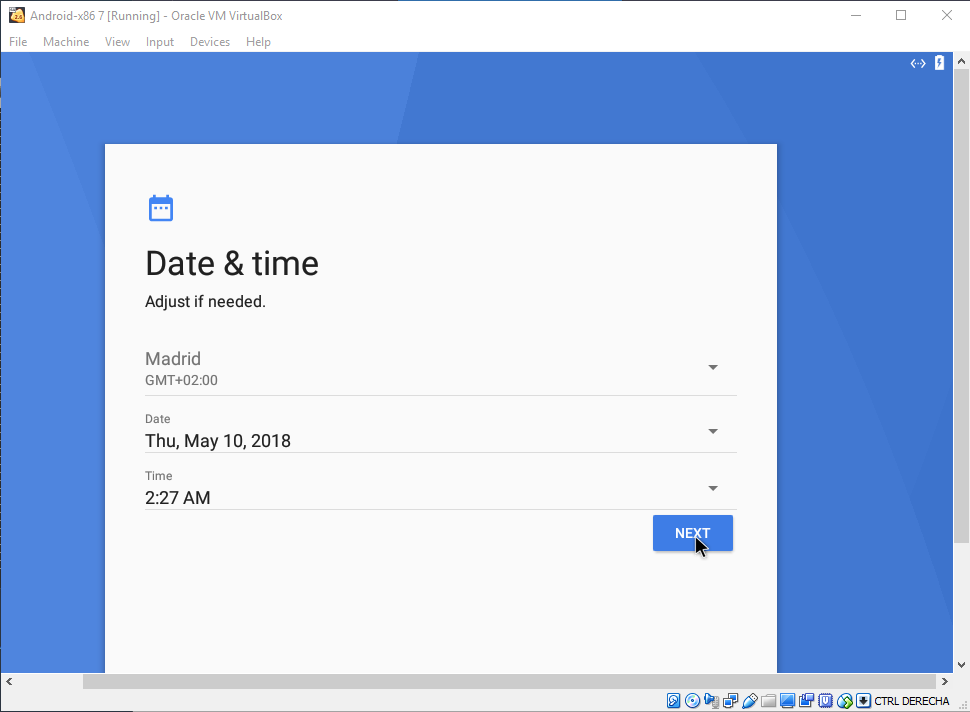 Android-x86 7 [Running] - Oracle VM VirtualBox
File Machine View Input Devices Help
Date & time
Adjust if needed.
Madrid
GMT+02:00
Date
Thu, May 10, 2018
Time
2:27 AM
NEXT
CTRL DERECHA